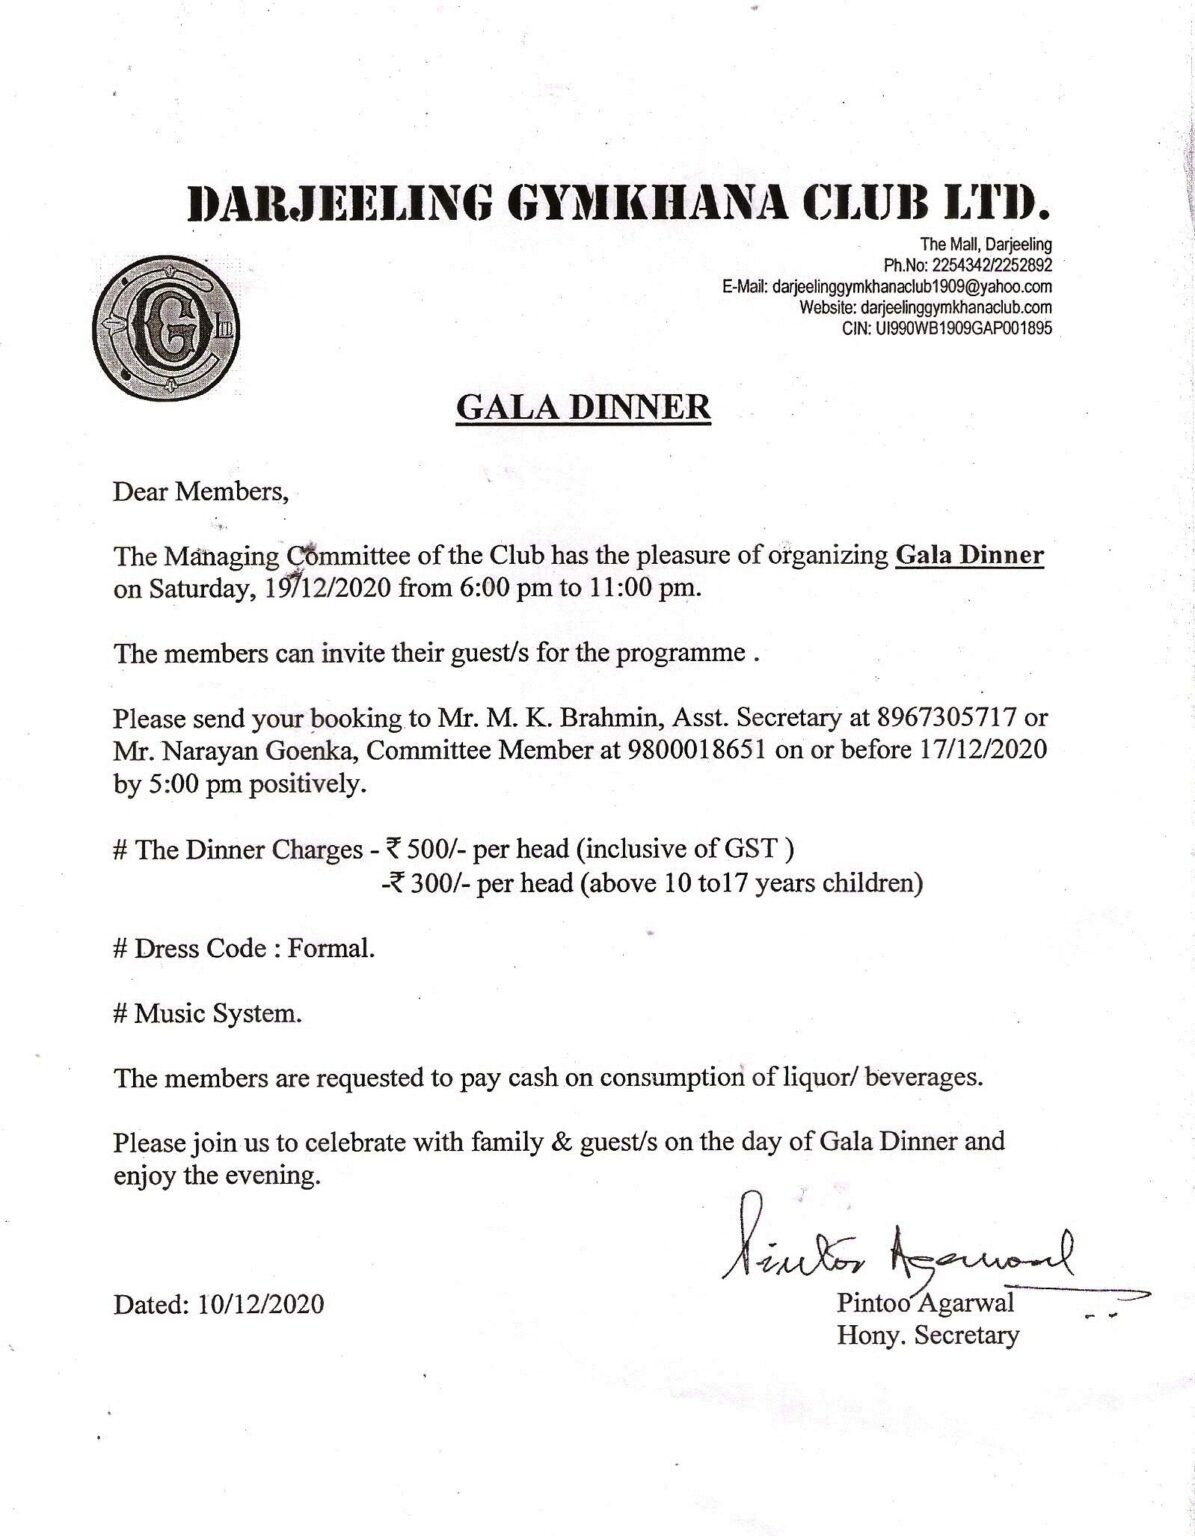 DARJEELING GYMKHANA CLUB LTD.
The Mall, Darjeeling
Ph.No: 2254342/2252892
E-Mail: darjeelinggymkhanaclub1909@yahoo.com
Website: darjeelinggymkhanaclub.com
CIN: UI990WB1909GAP001895
GALA DINNER
Dear Members,
The Managing Committee of the Club has the pleasure of organizing Gala Dinner
on Saturday, 19/12/2020 from 6:00 pm to 11:00 pm.
The members can invite their guest/s for the programme .
Please send your booking to Mr. M. K. Brahmin, Asst. Secretary at 8967305717 or
Mr. Narayan Goenka, Committee Member at 9800018651 on or before 17/12/2020
by 5:00 pm positively.
# The Dinner Charges - ₹ 500/- per head (inclusive of GST )
-₹ 300/- per head (above 10 to17 years children)
# Dress Code : Formal.
# Music System.
The members are requested to pay cash on consumption of liquor/ beverages.
Please join us to celebrate with family & guest/s on the day of Gala Dinner and
enjoy the evening.
Pintoo Agarwal
Dated: 10/12/2020
Pintoo Agarwal
Hony. Secretary